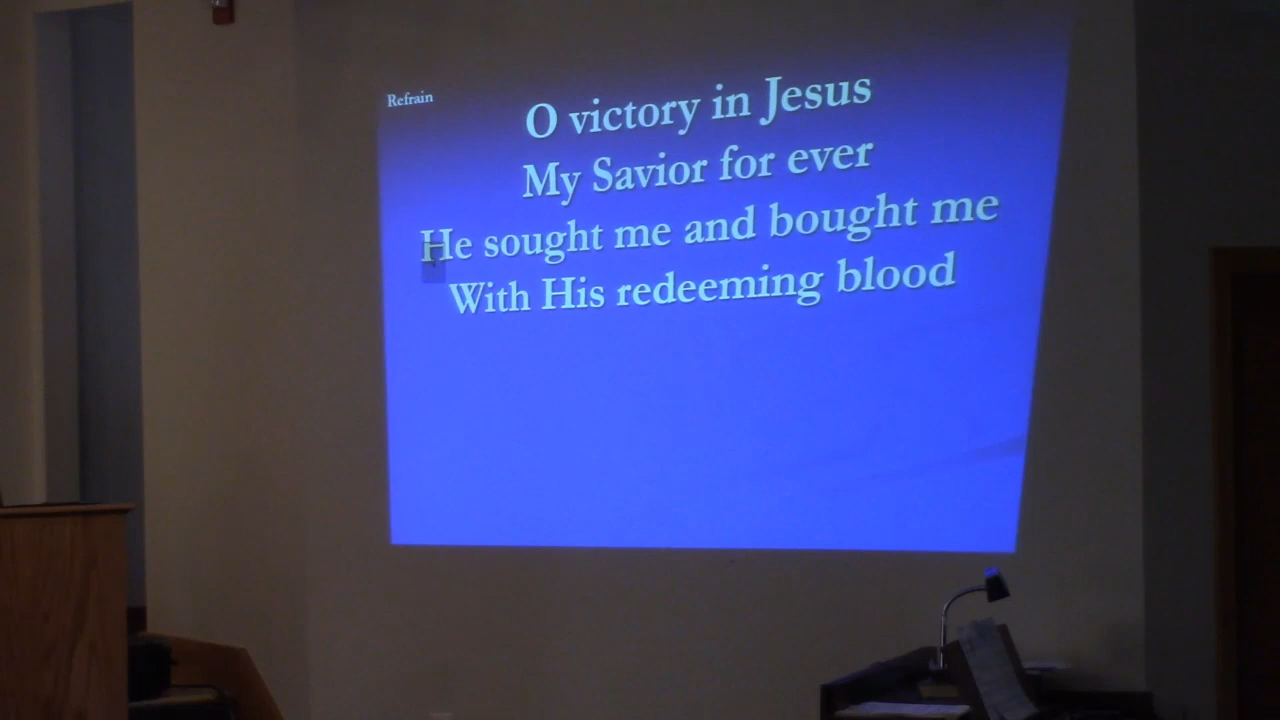 Refrain
O victory in Jesus
My Savior for ever
He sought me and bought me
With His redeeming blood